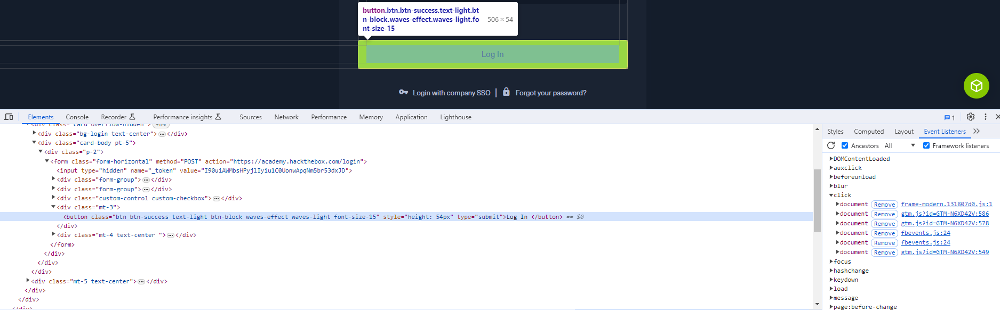 button.btn.btn-success.text-light.bt
n-block.waves-effect.waves-light.fo
nt-size-15
506 × 54
Log In
Login with company SSO | Forgot your password?
Elements Console Recorder Performance insights Sources Network Performance Memory Application Lighthouse 1
<div class="card overflow-hidden"> flex
<div class="bg-login text-center"> … </div>
<div class="card-body pt-5">
<div class="p-2">
<form class="form-horizontal" method="POST" action="https://academy.hackthebox.com/login">
<input type="hidden" name="_token" value="I90uiAWMbsHPyjlIyiu1C0UonwApqNm5br53dxJD">
<div class="form-group"> … </div>
<div class="form-group"> … </div>
<div class="custom-control custom-checkbox"> … </div>
<div class="mt-3">
<button class="btn btn-success text-light btn-block waves-effect waves-light font-size-15" style="height: 54px" type="submit">Log In </button> == $0
</div>
<div class="mt-4 text-center "> … </div>
</form>
</div>
</div>
</div>
<div class="mt-5 text-center"> … </div>
</div>
</div>
</div>
Styles Computed Layout Event Listeners
Ancestors All Framework listeners
DOMContentLoaded
auxclick
beforeunload
blur
click
document Remove frame-modern.131807d0.js:1
document Remove gtm.js?id=GTM-N6XD42V:586
document Remove gtm.js?id=GTM-N6XD42V:578
document Remove fbevents.js:24
document Remove fbevents.js:24
document Remove gtm.js?id=GTM-N6XD42V:549
focus
hashchange
keydown
load
message
page:before-change